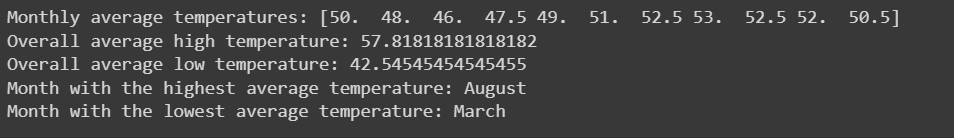 Monthly average temperatures: [50.  48.  46.  47.5 49.  51.  52.5 53.  52.5 52.  50.5]
Overall average high temperature: 57.81818181818182
Overall average low temperature: 42.54545454545455
Month with the highest average temperature: August
Month with the lowest average temperature: March